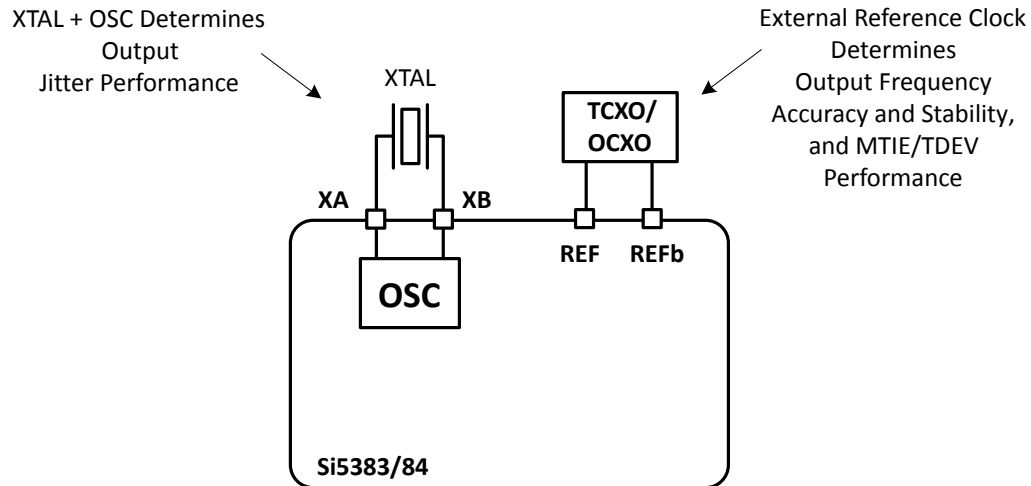 XTAL + OSC Determines
Output
Jitter Performance
External Reference Clock
Determines
Output Frequency
Accuracy and Stability,
and MTIE/TDEV
Performance
XTAL
TCXO/
OCXO
XA
XB
REF
REFb
OSC
Si5383/84